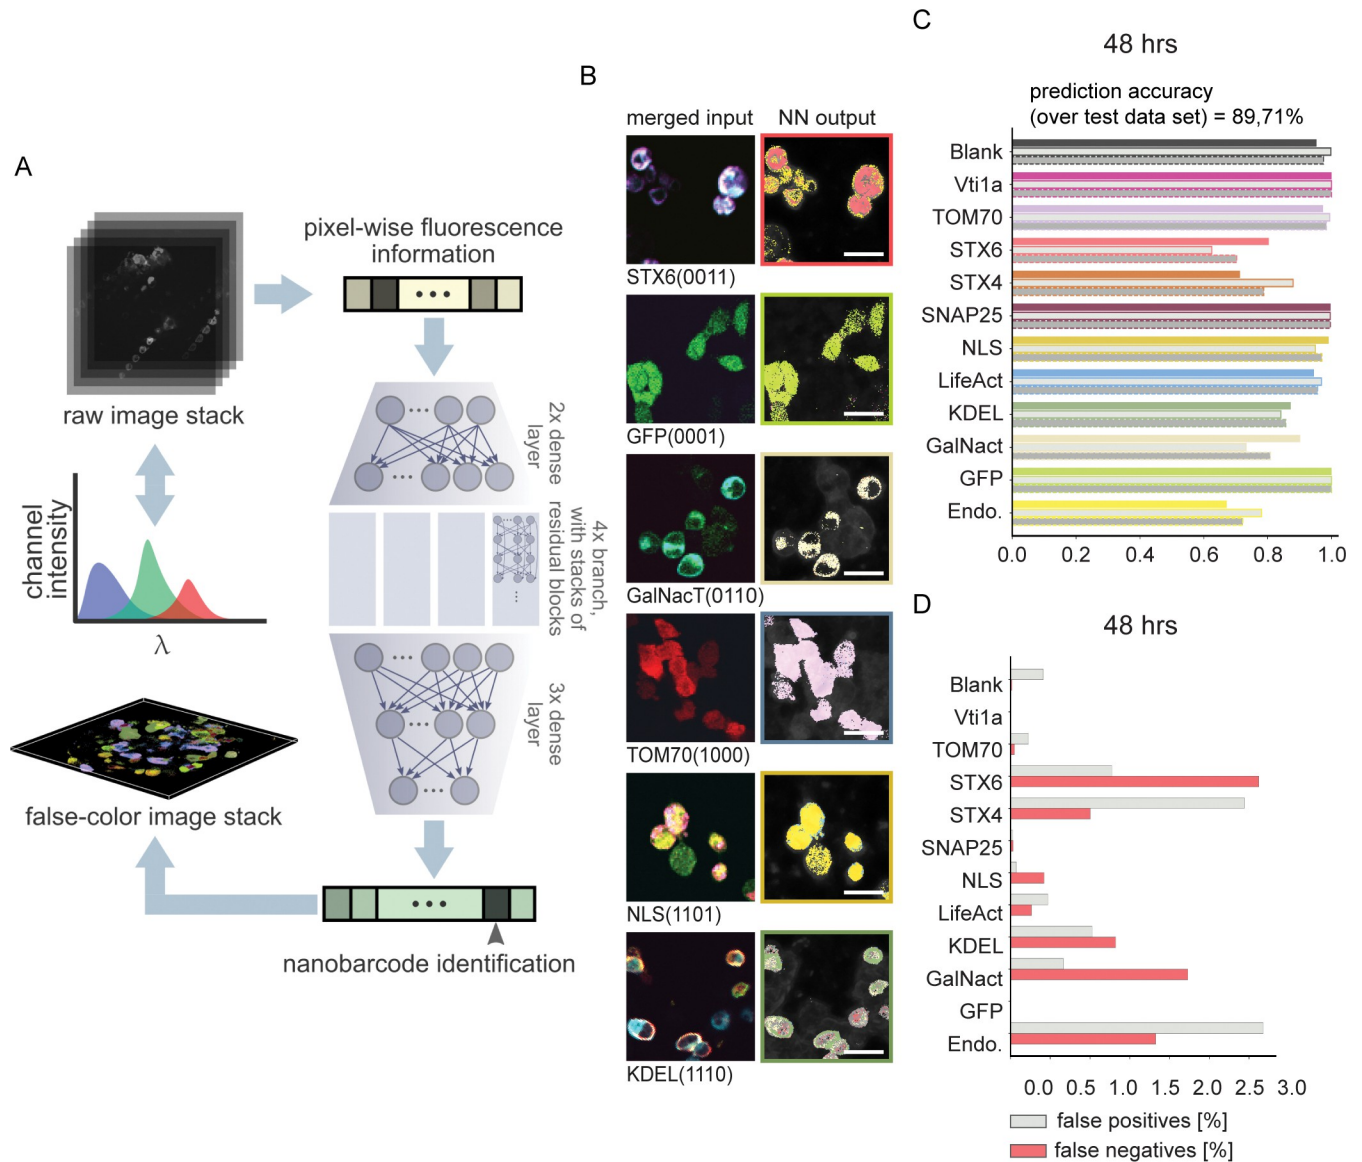 A
raw image stack
channel
intensity
λ
false-color image stack
pixel-wise fluorescence
information
2x dense
layer
4x branch,
with stacks of
residual blocks
3x dense
layer
nanobarcode identification
B
merged input NN output
STX6(0011)
GFP(0001)
GalNacT(0110)
TOM70(1000)
NLS(1101)
KDEL(1110)
C
48 hrs
prediction accuracy
(over test data set) = 89,71%
Blank
Vti1a
TOM70
STX6
STX4
SNAP25
NLS
LifeAct
KDEL
GalNact
GFP
Endo.
0.0 0.2 0.4 0.6 0.8 1.0
D
48 hrs
Blank
Vti1a
TOM70
STX6
STX4
SNAP25
NLS
LifeAct
KDEL
GalNact
GFP
Endo.
0.0 0.5 1.0 1.5 2.0 2.5 3.0
false positives [%]
false negatives [%]